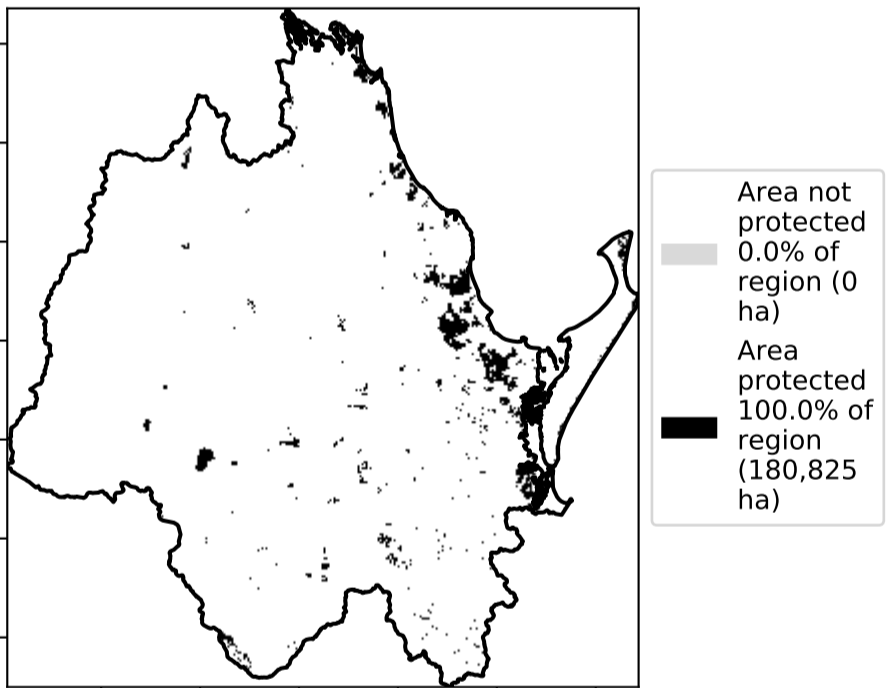 Area not
protected
0.0% of
region (0
ha)
Area
protected
100.0% of
region
(180,825
ha)